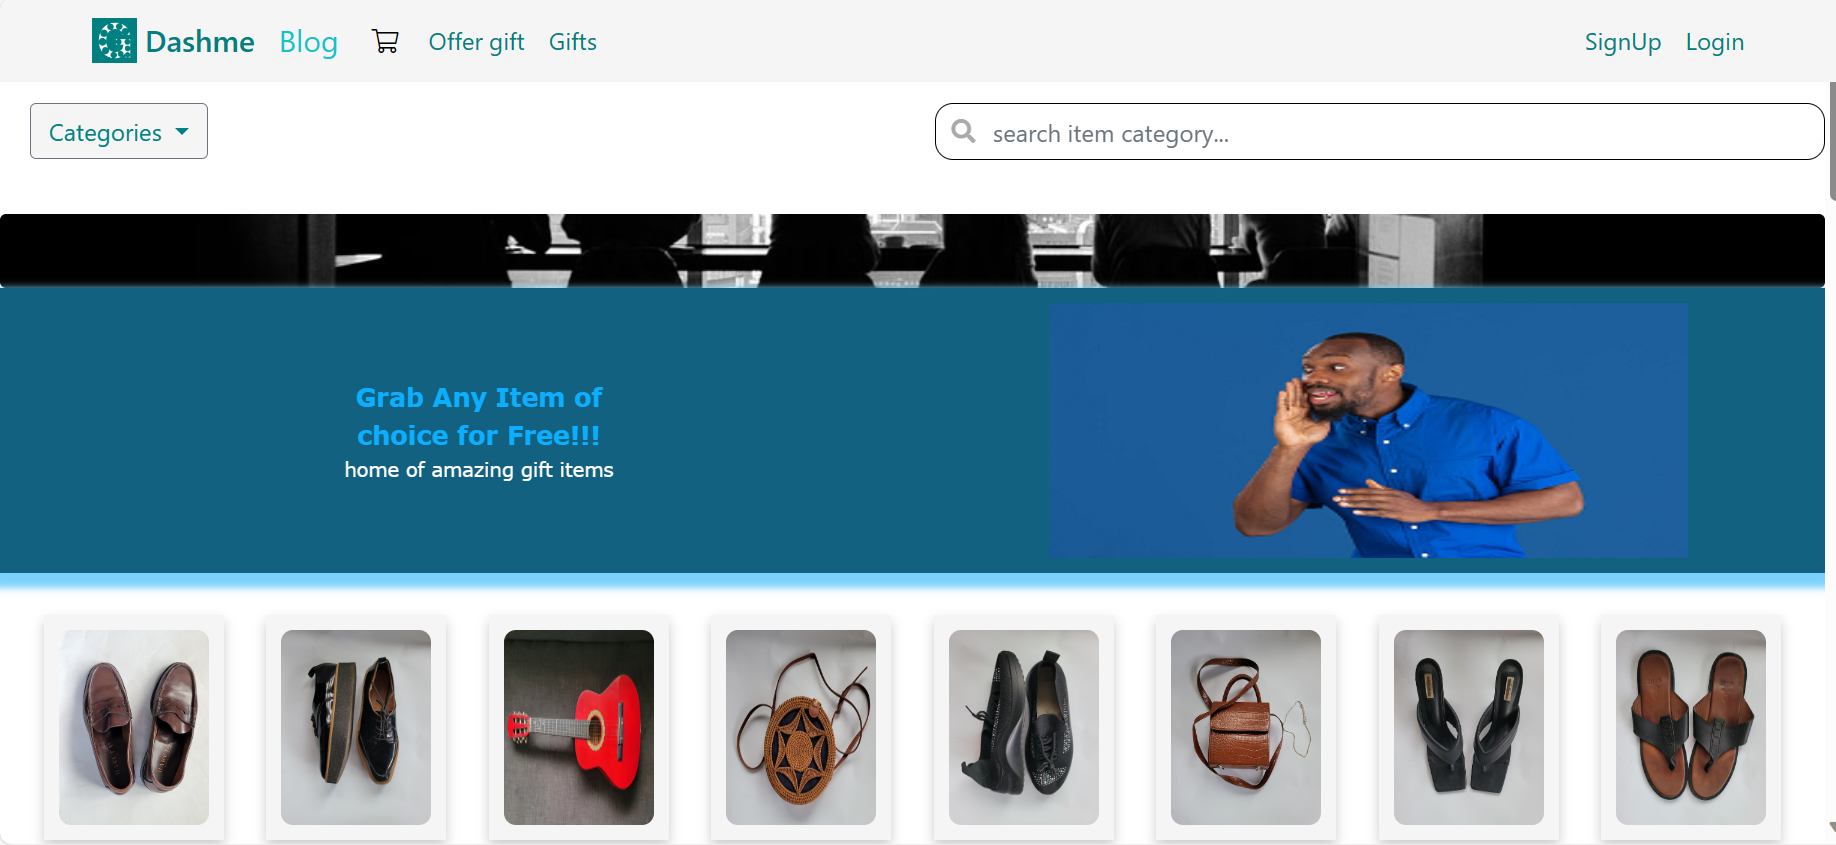 Dashme Blog Offer gift Gifts SignUp Login
Categories search item category...
Grab Any Item of
choice for Free!!!
home of amazing gift items